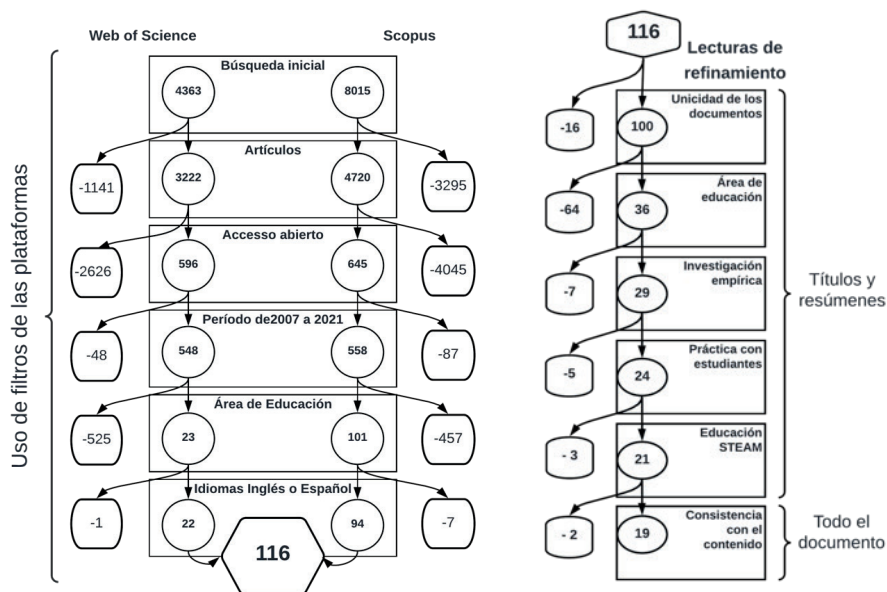 Web of Science
Scopus
Uso de filtros de las plataformas
Búsqueda inicial
4363
8015
Artículos
-1141
3222
4720
-3295
Accesso abierto
-2626
596
645
-4045
Período de2007 a 2021
-48
548
558
-87
Área de Educación
-525
23
101
-457
Idiomas Inglés o Español
-1
22
94
-7
116
116
Lecturas de
refinamiento
Unicidad de los
documentos
-16
100
Área de
educación
-64
36
Investigación
empírica
-7
29
Práctica con
estudiantes
-5
24
Educación
STEAM
- 3
21
Títulos y
resúmenes
Consistencia
con el
contenido
- 2
19
Todo el
documento